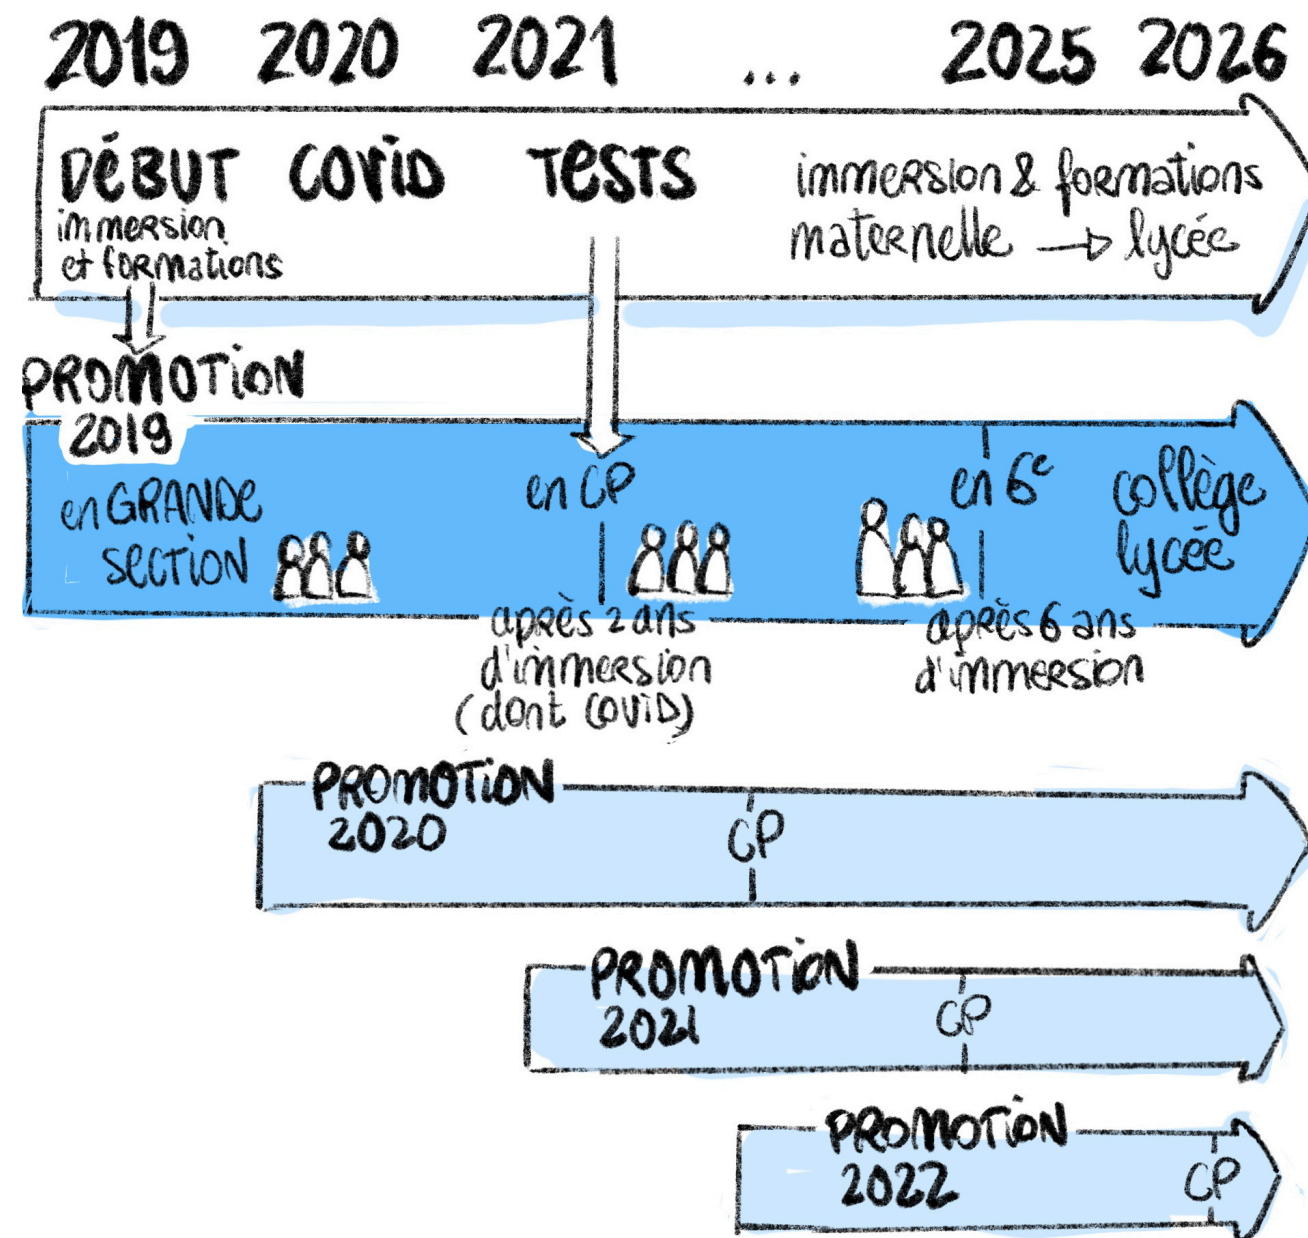 2019 2020 2021 ... 2025 2026
DÉBUT COVID TESTS
immersion
et formations
immersion & formations
maternelle → lycée
PROMOTION
2019
en GRANDE
SECTION
en CP
en 6e
collège
lycée
après 2 ans
d'immersion
(dont COVID)
après 6 ans
d'immersion
PROMOTION
2020
CP
PROMOTION
2021
CP
PROMOTION
2022
CP